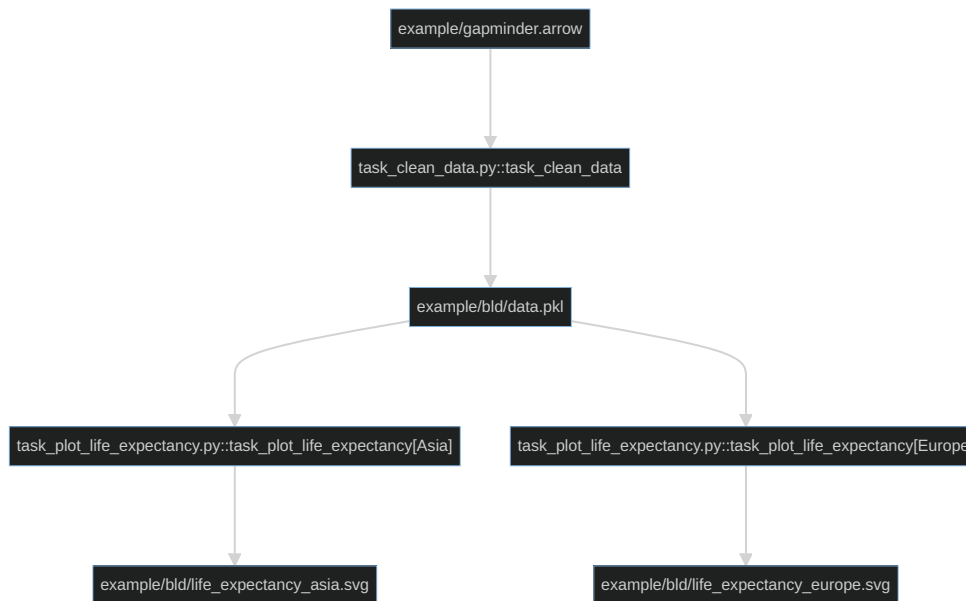 example/gapminder.arrow
task_clean_data.py::task_clean_data
example/bld/data.pkl
task_plot_life_expectancy.py::task_plot_life_expectancy[Asia]
task_plot_life_expectancy.py::task_plot_life_expectancy[Europe
example/bld/life_expectancy_asia.svg
example/bld/life_expectancy_europe.svg